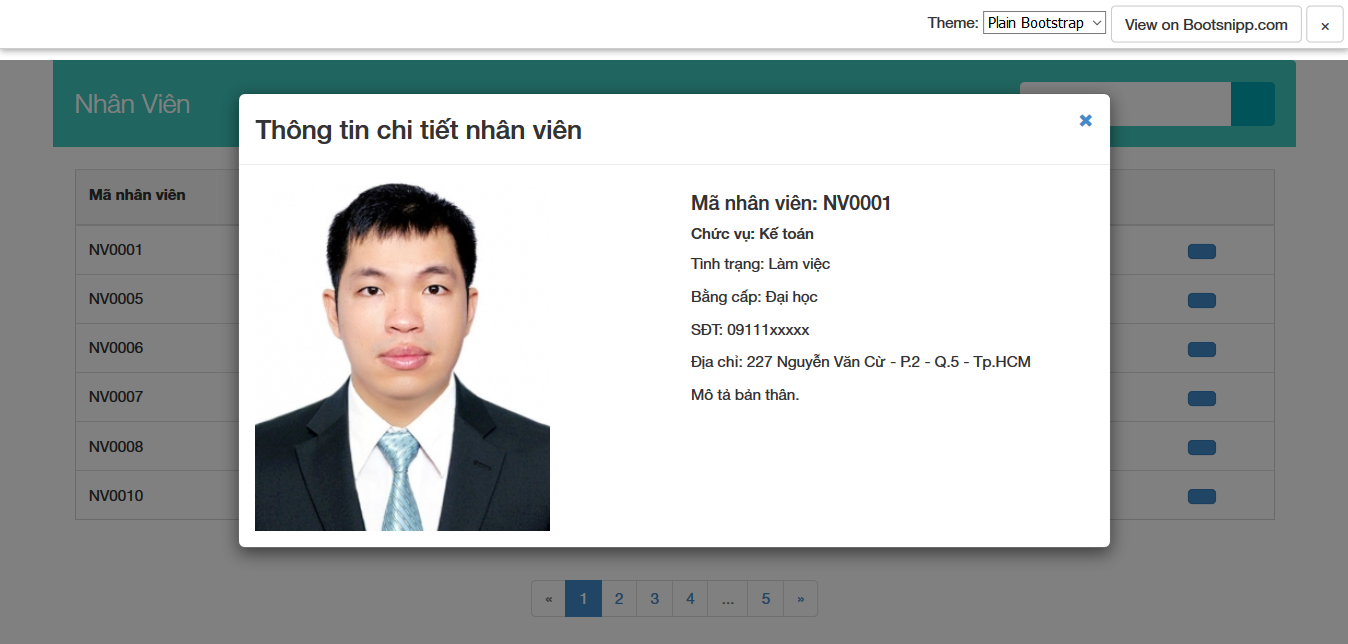 Theme: Plain Bootstrap View on Bootsnipp.com ×
Nhân Viên
Thông tin chi tiết nhân viên
Mã nhân viên
Mã nhân viên: NV0001
Chức vụ: Kế toán
NV0001
Tình trạng: Làm việc
Bằng cấp: Đại học
NV0005
SĐT: 09111xxxxx
NV0006
Địa chỉ: 227 Nguyễn Văn Cừ - P.2 - Q.5 - Tp.HCM
Mô tả bản thân.
NV0007
NV0008
NV0010
« 1 2 3 4 ... 5 »